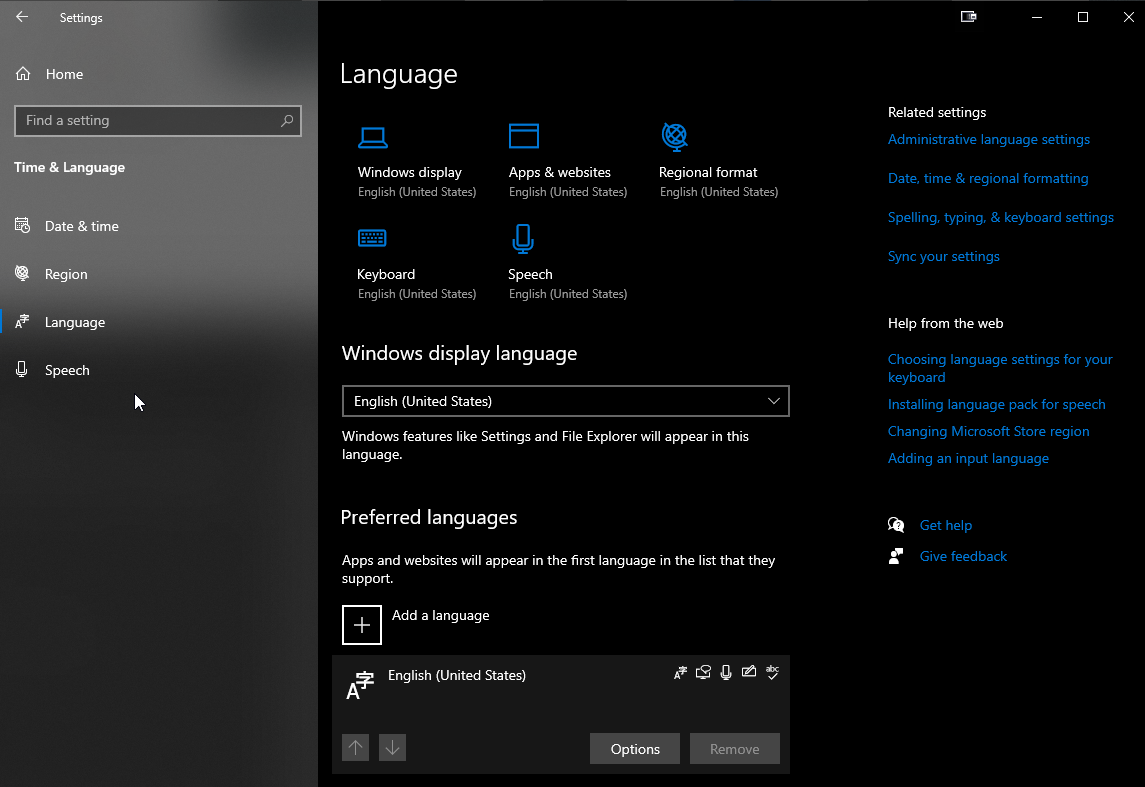 Settings
Home
Find a setting
Time & Language
Date & time
Region
Language
Speech
Language
Windows display
English (United States)
Apps & websites
English (United States)
Regional format
English (United States)
Keyboard
English (United States)
Speech
English (United States)
Windows display language
English (United States)
Windows features like Settings and File Explorer will appear in this
language.
Preferred languages
Apps and websites will appear in the first language in the list that they
support.
Add a language
A字
English (United States)
abc
Options
Remove
Related settings
Administrative language settings
Date, time & regional formatting
Spelling, typing, & keyboard settings
Sync your settings
Help from the web
Choosing language settings for your
keyboard
Installing language pack for speech
Changing Microsoft Store region
Adding an input language
Get help
Give feedback